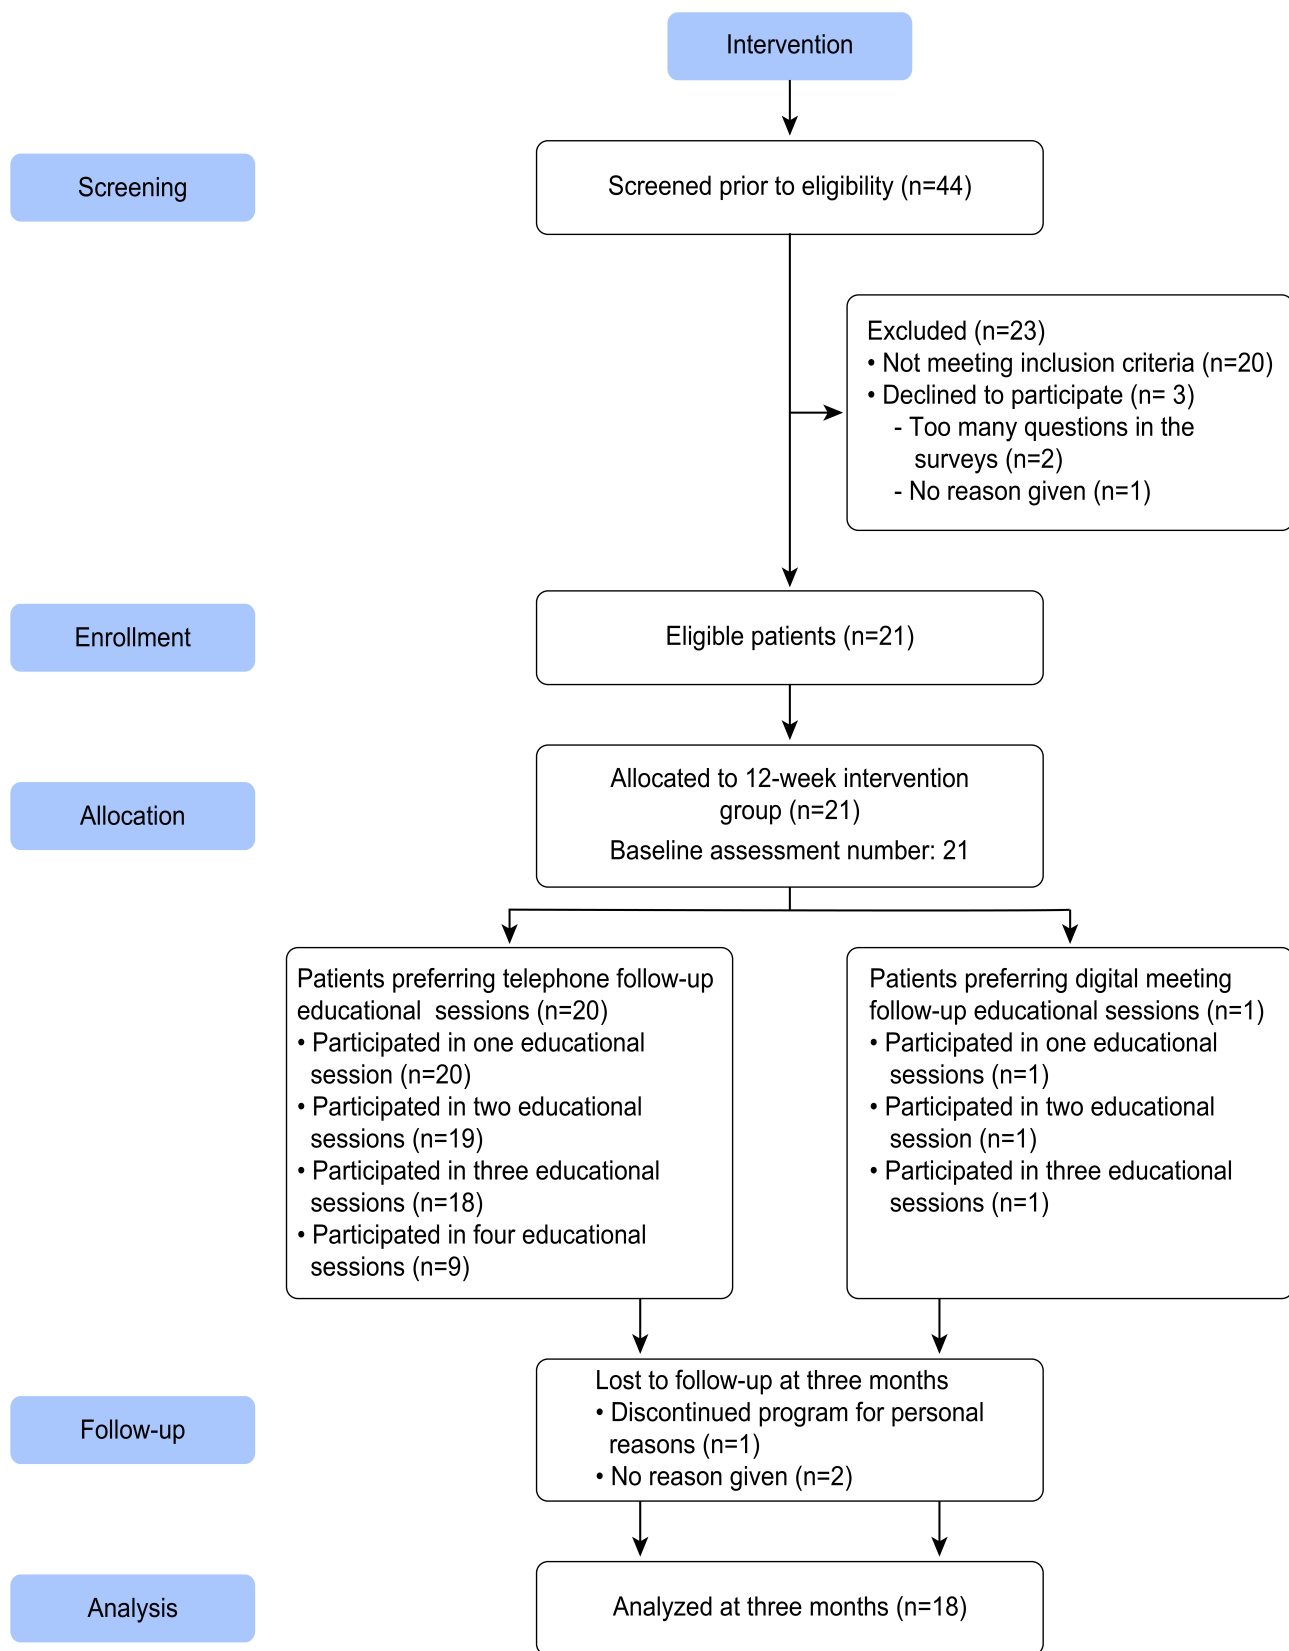 Intervention
Screening
Screened prior to eligibility (n=44)
Excluded (n=23)
• Not meeting inclusion criteria (n=20)
• Declined to participate (n= 3)
- Too many questions in the
surveys (n=2)
- No reason given (n=1)
Enrollment
Eligible patients (n=21)
Allocation
Allocated to 12-week intervention
group (n=21)
Baseline assessment number: 21
Patients preferring telephone follow-up
educational sessions (n=20)
• Participated in one educational
session (n=20)
• Participated in two educational
sessions (n=19)
• Participated in three educational
sessions (n=18)
• Participated in four educational
sessions (n=9)
Patients preferring digital meeting
follow-up educational sessions (n=1)
• Participated in one educational
sessions (n=1)
• Participated in two educational
session (n=1)
• Participated in three educational
sessions (n=1)
Follow-up
Lost to follow-up at three months
• Discontinued program for personal
reasons (n=1)
• No reason given (n=2)
Analysis
Analyzed at three months (n=18)